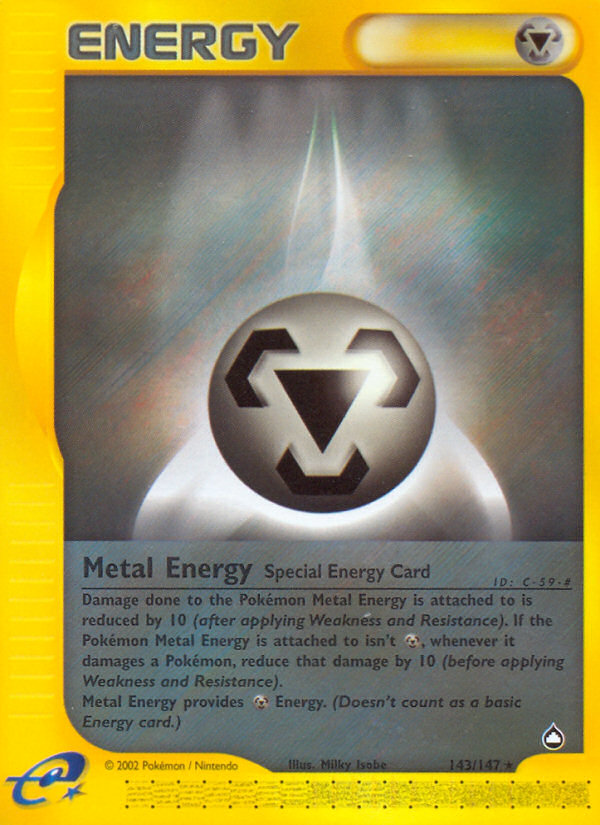 ENERGY
Metal Energy Special Energy Card
ID: C-59-#
Damage done to the Pokémon Metal Energy is attached to is
reduced by 10 (after applying Weakness and Resistance). If the
Pokémon Metal Energy is attached to isn't , whenever it
damages a Pokémon, reduce that damage by 10 (before applying
Weakness and Resistance).
Metal Energy provides Energy. (Doesn't count as a basic
Energy card.)
© 2002 Pokémon / Nintendo Illus. Milky Isobe 143/147 ★
e